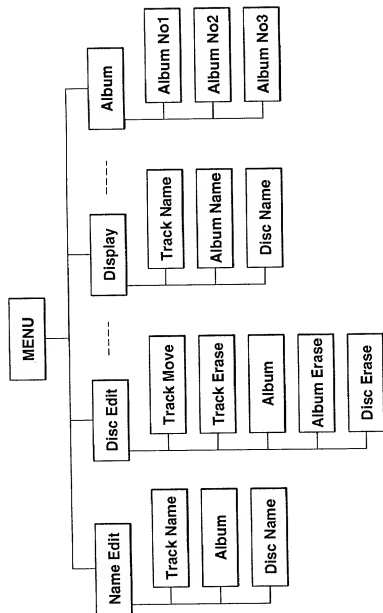 MENU
Name Edit
Track Name
Album
Disc Name
Disc Edit
Track Move
Track Erase
Album
Album Erase
Disc Erase
Display
Track Name
Album Name
Disc Name
Album
Album No1
Album No2
Album No3